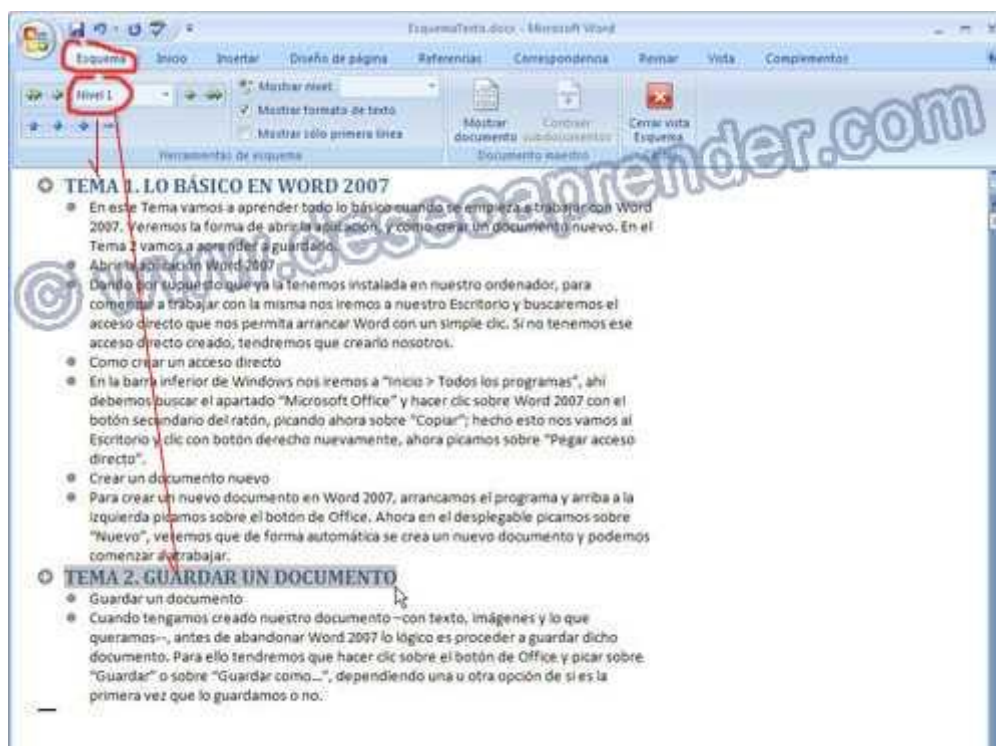 EsquemaTexto.docx - Microsoft Word
Esquema Inicio Insertar Diseño de página Referencias Correspondencia Revisar Vista Complementos
Nivel 1
Mostrar nivel:
Mostrar formato de texto
Mostrar sólo primera línea
Mostrar documento
Contraer subdocumentos
Cerrar vista Esquema
Herramientas de esquema
Documento maestro
© www.deseoaprender.com
TEMA 1. LO BÁSICO EN WORD 2007
En este Tema vamos a aprender todo lo básico cuando se empieza a trabajar con Word
2007. Veremos la forma de abrir la aplicación, y como crear un documento nuevo. En el
Tema 2 vamos a aprender a guardarlo.
Abrir la aplicación Word 2007
Dando por supuesto que ya la tenemos instalada en nuestro ordenador, para
comenzar a trabajar con la misma nos iremos a nuestro Escritorio y buscaremos el
acceso directo que nos permita arrancar Word con un simple clic. Si no tenemos ese
acceso directo creado, tendremos que crearlo nosotros.
Como crear un acceso directo
En la barra inferior de Windows nos iremos a "Inicio > Todos los programas", ahí
debemos buscar el apartado "Microsoft Office" y hacer clic sobre Word 2007 con el
botón secundario del ratón, picando ahora sobre "Copiar"; hecho esto nos vamos al
Escritorio y clic con botón derecho nuevamente, ahora picamos sobre "Pegar acceso
directo".
Crear un documento nuevo
Para crear un nuevo documento en Word 2007, arrancamos el programa y arriba a la
izquierda picamos sobre el botón de Office. Ahora en el desplegable picamos sobre
"Nuevo", veremos que de forma automática se crea un nuevo documento y podemos
comenzar a trabajar.
TEMA 2. GUARDAR UN DOCUMENTO
Guardar un documento
Cuando tengamos creado nuestro documento –con texto, imágenes y lo que
queramos--, antes de abandonar Word 2007 lo lógico es proceder a guardar dicho
documento. Para ello tendremos que hacer clic sobre el botón de Office y picar sobre
"Guardar" o sobre "Guardar como...", dependiendo una u otra opción de si es la
primera vez que lo guardamos o no.